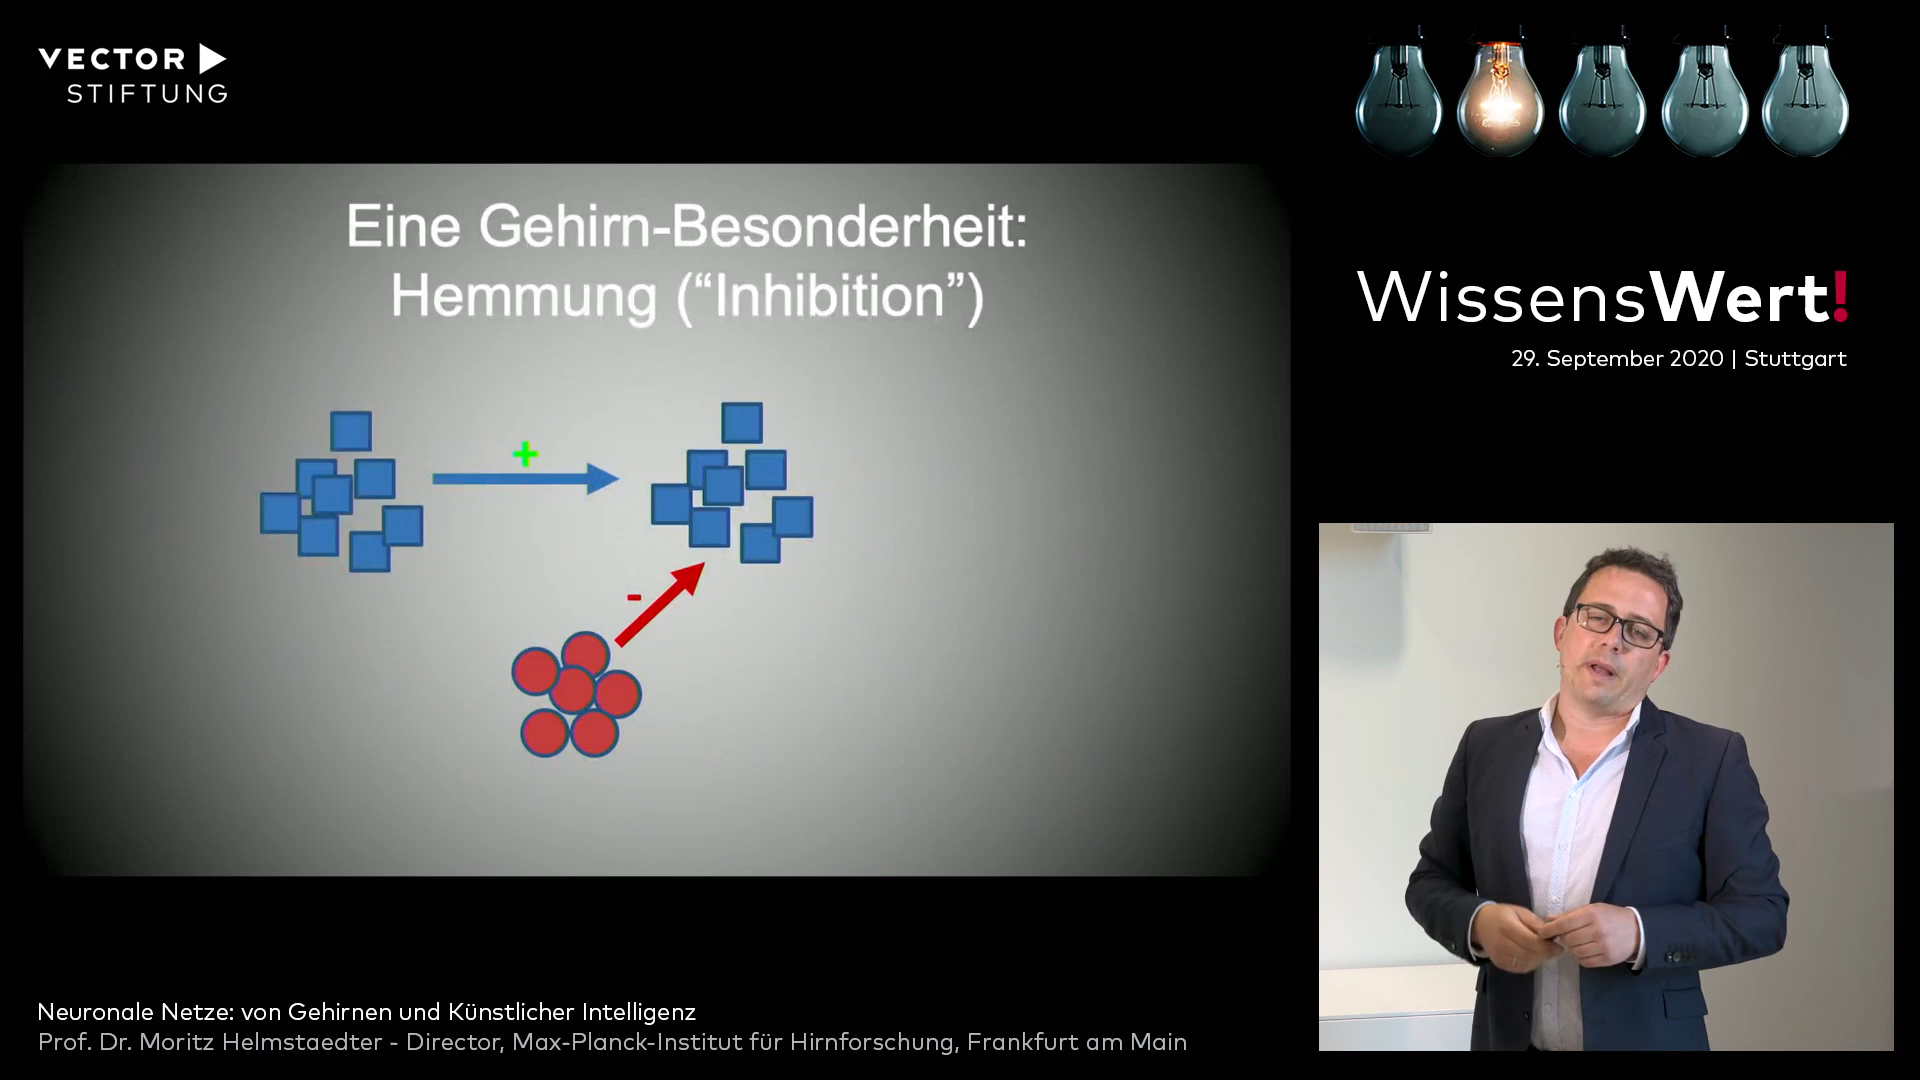 VECTOR
STIFTUNG
Eine Gehirn-Besonderheit:
Hemmung (“Inhibition”)
+
-
WissensWert!
29. September 2020 | Stuttgart
Neuronale Netze: von Gehirnen und Künstlicher Intelligenz
Prof. Dr. Moritz Helmstaedter - Director, Max-Planck-Institut für Hirnforschung, Frankfurt am Main